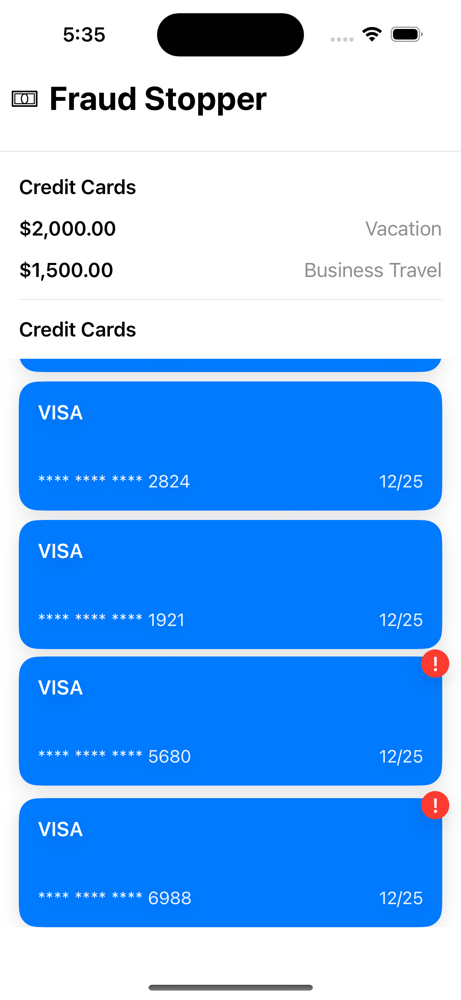 5:35
Fraud Stopper
Credit Cards
$2,000.00 Vacation
$1,500.00 Business Travel
Credit Cards
VISA
**** **** **** 2824 12/25
VISA
**** **** **** 1921 12/25
!
VISA
**** **** **** 5680 12/25
!
VISA
**** **** **** 6988 12/25